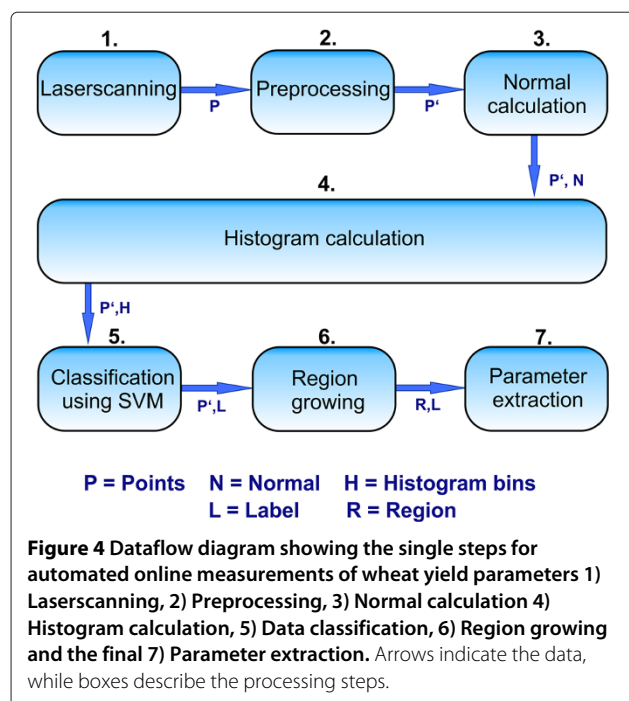 1.
2.
3.
Laserscanning
P
Preprocessing
P‘
Normal
calculation
P‘, N
4.
Histogram calculation
P‘,H
5.
6.
7.
Classification
using SVM
P‘,L
Region
growing
R,L
Parameter
extraction
P = Points N = Normal H = Histogram bins
L = Label R = Region
Figure 4 Dataflow diagram showing the single steps for
automated online measurements of wheat yield parameters 1)
Laserscanning, 2) Preprocessing, 3) Normal calculation 4)
Histogram calculation, 5) Data classification, 6) Region growing
and the final 7) Parameter extraction. Arrows indicate the data,
while boxes describe the processing steps.